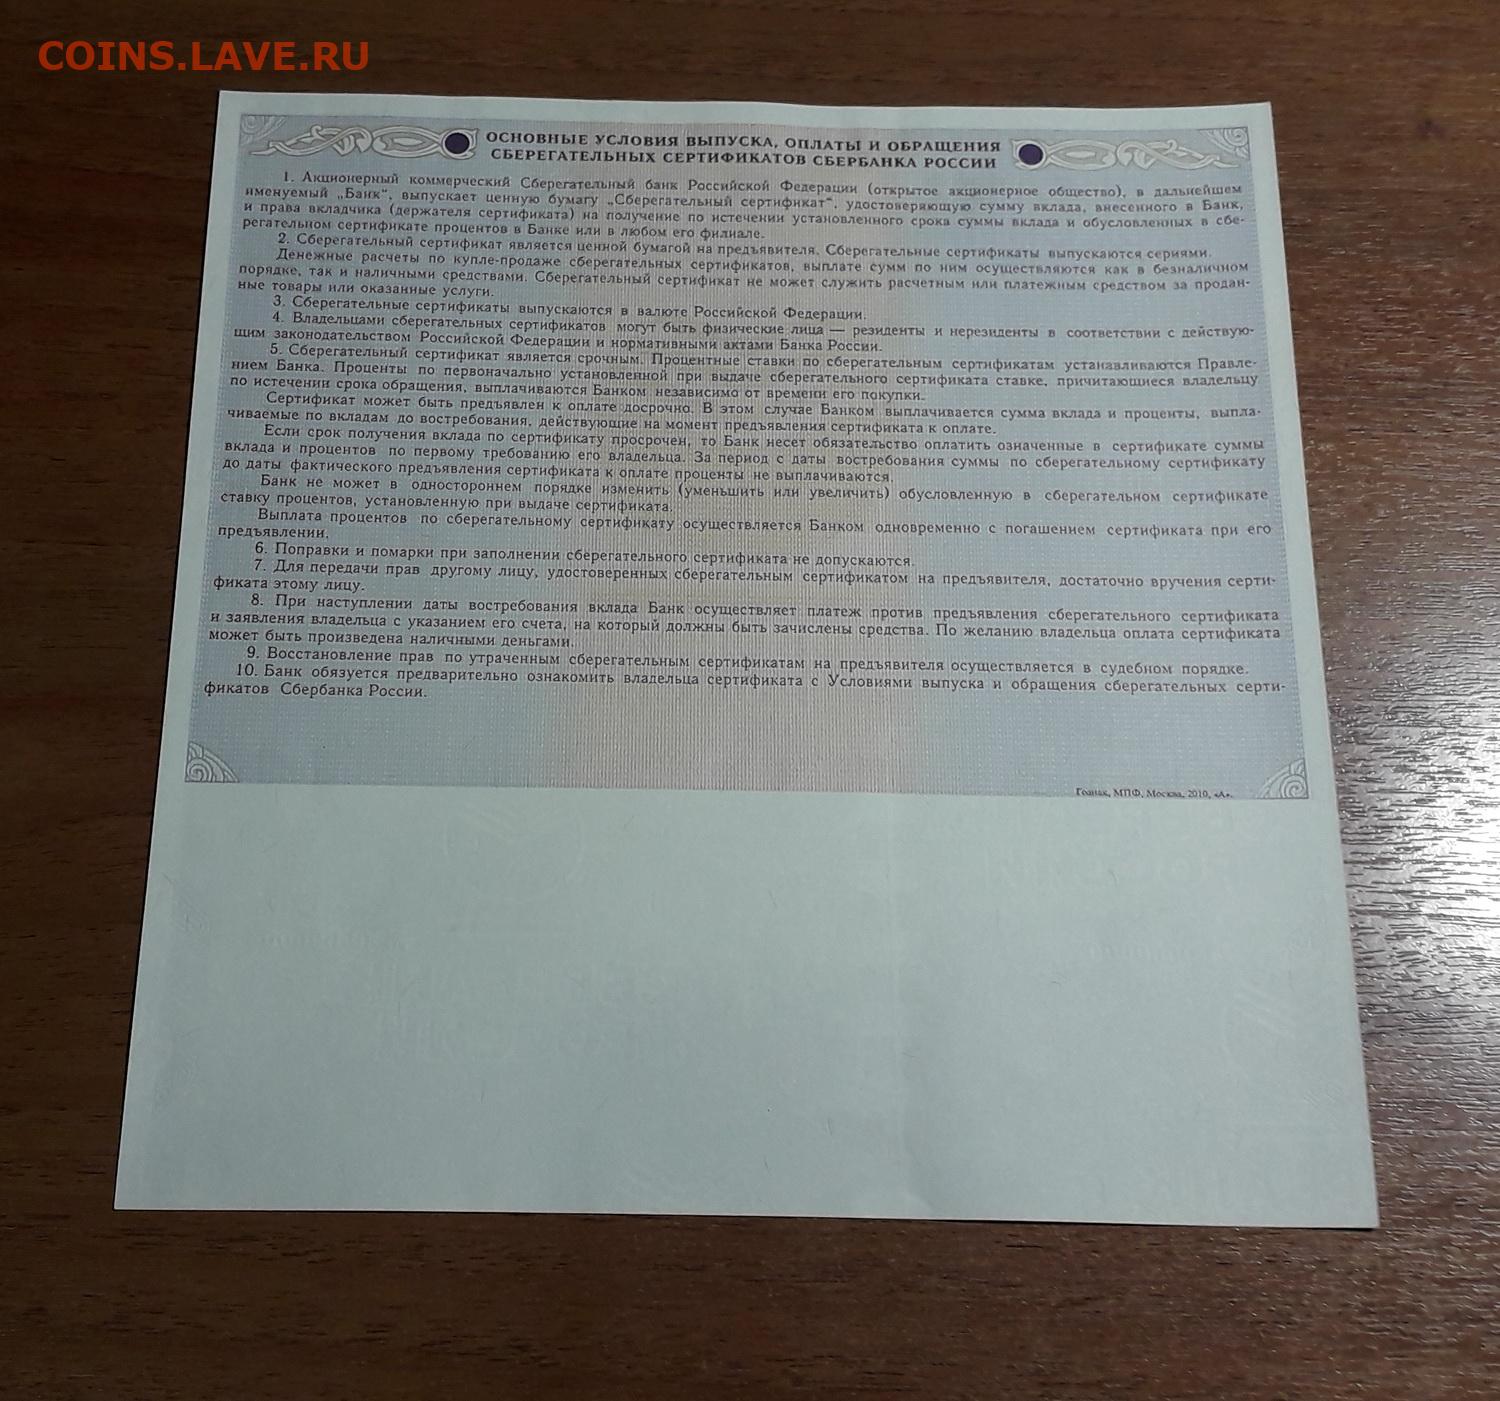 COINS.LAVE.RU
ОСНОВНЫЕ УСЛОВИЯ ВЫПУСКА, ОПЛАТЫ И ОБРАЩЕНИЯ
СБЕРЕГАТЕЛЬНЫХ СЕРТИФИКАТОВ СБЕРБАНКА РОССИИ
1. Акционерный коммерческий Сберегательный банк Российской Федерации (открытое акционерное общество), в дальнейшем
именуемый „Банк“, выпускает ценную бумагу „Сберегательный сертификат“, удостоверяющую сумму вклада, внесенного в Банк,
и права вкладчика (держателя сертификата) на получение по истечении установленного срока суммы вклада и обусловленных в сбе-
регательном сертификате процентов в Банке или в любом его филиале.
2. Сберегательный сертификат является ценной бумагой на предъявителя. Сберегательные сертификаты выпускаются сериями.
Денежные расчеты по купле-продаже сберегательных сертификатов, выплате сумм по ним осуществляются как в безналичном
порядке, так и наличными средствами. Сберегательный сертификат не может служить расчетным или платежным средством за продан-
ные товары или оказанные услуги.
3. Сберегательные сертификаты выпускаются в валюте Российской Федерации.
4. Владельцами сберегательных сертификатов могут быть физические лица — резиденты и нерезиденты в соответствии с действую-
щим законодательством Российской Федерации и нормативными актами Банка России.
5. Сберегательный сертификат является срочным. Процентные ставки по сберегательным сертификатам устанавливаются Правле-
нием Банка. Проценты по первоначально установленной при выдаче сберегательного сертификата ставке, причитающиеся владельцу
по истечении срока обращения, выплачиваются Банком независимо от времени его покупки.
Сертификат может быть предъявлен к оплате досрочно. В этом случае Банком выплачивается сумма вклада и проценты, выпла-
чиваемые по вкладам до востребования, действующие на момент предъявления сертификата к оплате.
Если срок получения вклада по сертификату просрочен, то Банк несет обязательство оплатить означенные в сертификате суммы
вклада и процентов по первому требованию его владельца. За период с даты востребования суммы по сберегательному сертификату
до даты фактического предъявления сертификата к оплате проценты не выплачиваются.
Банк не может в одностороннем порядке изменить (уменьшить или увеличить) обусловленную в сберегательном сертификате
ставку процентов, установленную при выдаче сертификата.
Выплата процентов по сберегательному сертификату осуществляется Банком одновременно с погашением сертификата при его
предъявлении.
6. Поправки и помарки при заполнении сберегательного сертификата не допускаются.
7. Для передачи прав другому лицу, удостоверенных сберегательным сертификатом на предъявителя, достаточно вручения серти-
фиката этому лицу.
8. При наступлении даты востребования вклада Банк осуществляет платеж против предъявления сберегательного сертификата
и заявления владельца с указанием его счета, на который должны быть зачислены средства. По желанию владельца оплата сертификата
может быть произведена наличными деньгами.
9. Восстановление прав по утраченным сберегательным сертификатам на предъявителя осуществляется в судебном порядке.
10. Банк обязуется предварительно ознакомить владельца сертификата с Условиями выпуска и обращения сберегательных серти-
фикатов Сбербанка России.
Гознак, МПФ, Москва, 2010, «А».